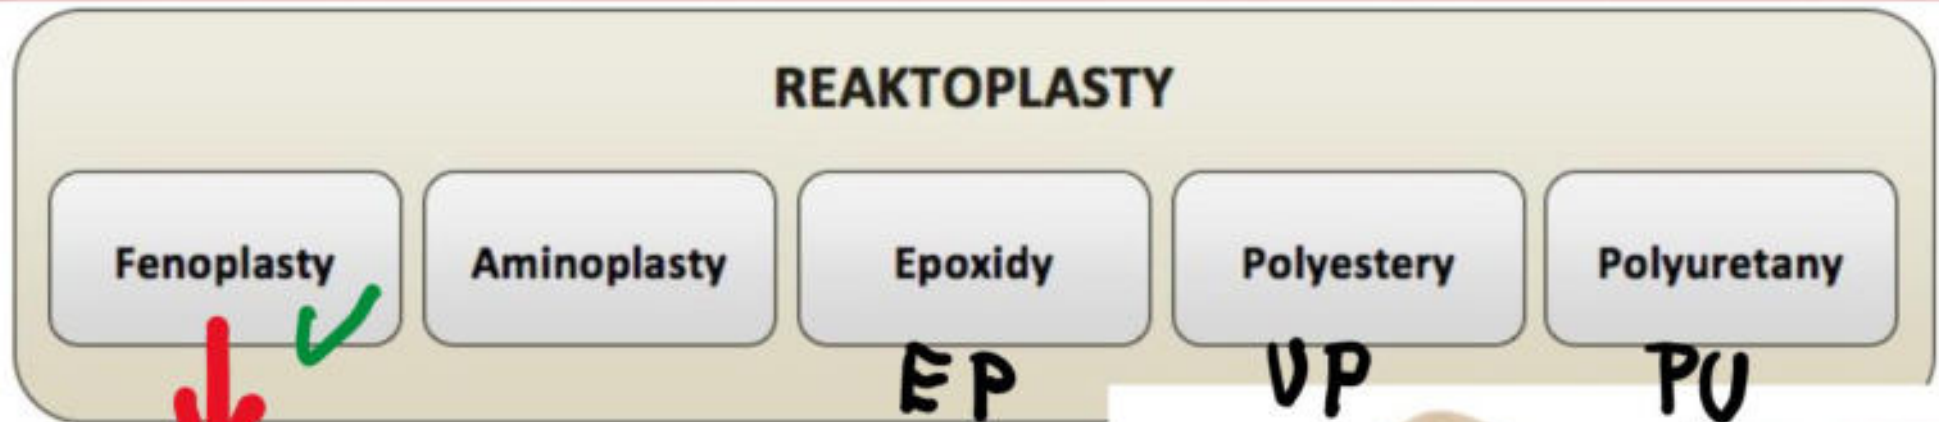 REAKTOPLASTY
Fenoplasty Aminoplasty Epoxidy Polyestery Polyuretany
EP UP PU